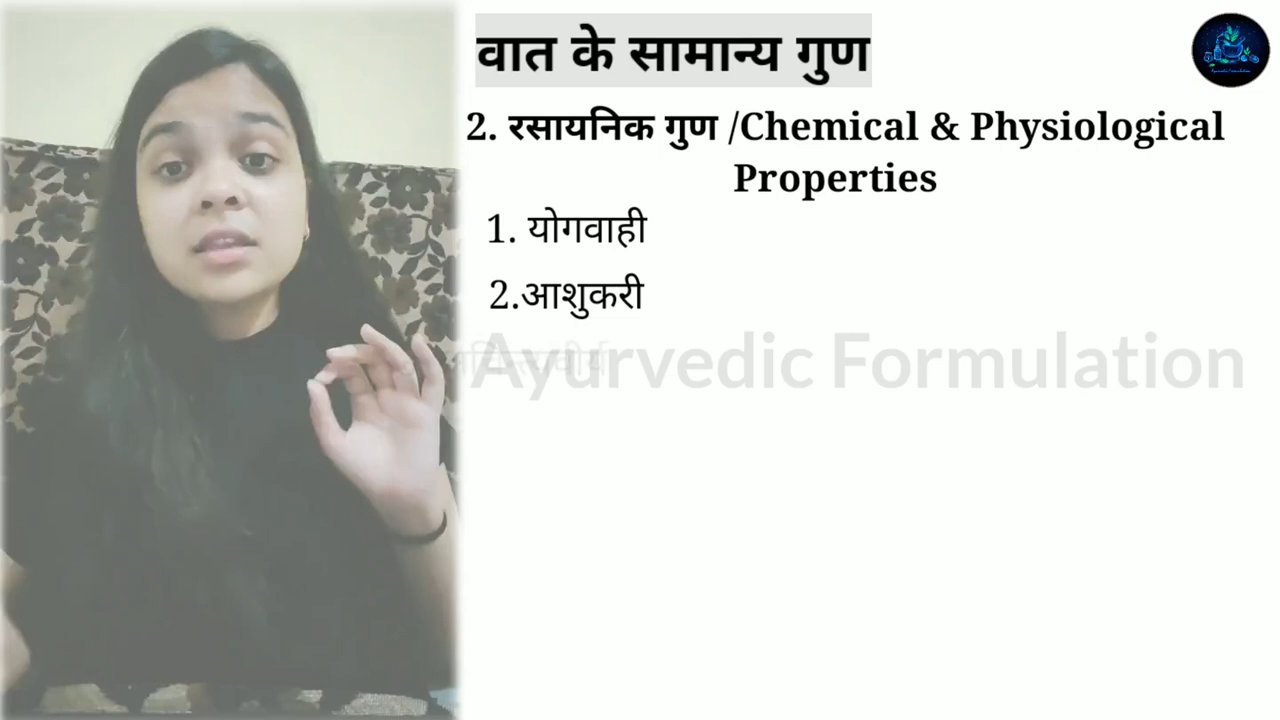 वात के सामान्य गुण
2. रसायनिक गुण /Chemical & Physiological
Properties
1. योगवाही
2.आशुकरी
Ayurvedic Formulation